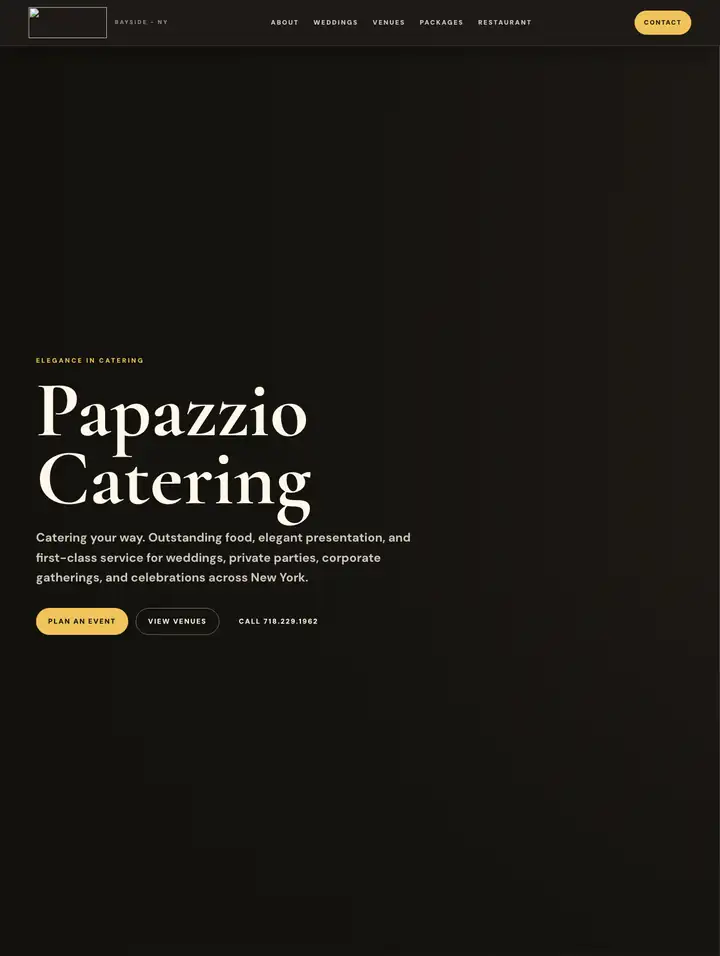 BAYSIDE • NY
ABOUT WEDDINGS VENUES PACKAGES RESTAURANT
CONTACT
ELEGANCE IN CATERING
Papazzio
Catering
Catering your way. Outstanding food, elegant presentation, and
first-class service for weddings, private parties, corporate
gatherings, and celebrations across New York.
PLAN AN EVENT VIEW VENUES CALL 718.229.1962